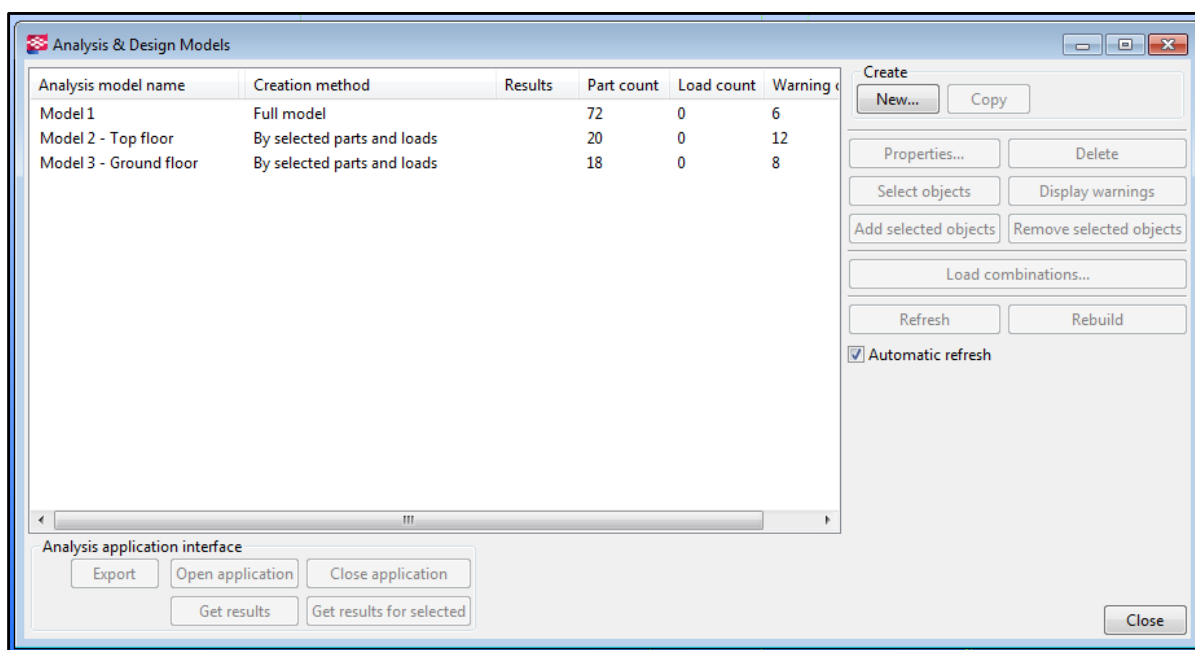 Analysis & Design Models
Analysis model name Creation method Results Part count Load count Warning
Model 1 Full model 72 0 6
Model 2 - Top floor By selected parts and loads 20 0 12
Model 3 - Ground floor By selected parts and loads 18 0 8
Create
New... Copy
Properties... Delete
Select objects Display warnings
Add selected objects Remove selected objects
Load combinations...
Refresh Rebuild
Automatic refresh
Analysis application interface
Export Open application Close application
Get results Get results for selected
Close